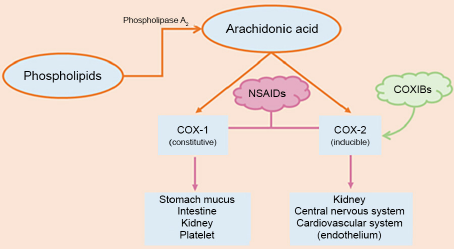 Phospholipase A2
Arachidonic acid
Phospholipids
NSAIDs
COXIBs
COX-1
(constitutive)
COX-2
(inducible)
Stomach mucus
Intestine
Kidney
Platelet
Kidney
Central nervous system
Cardiovascular system
(endothelium)